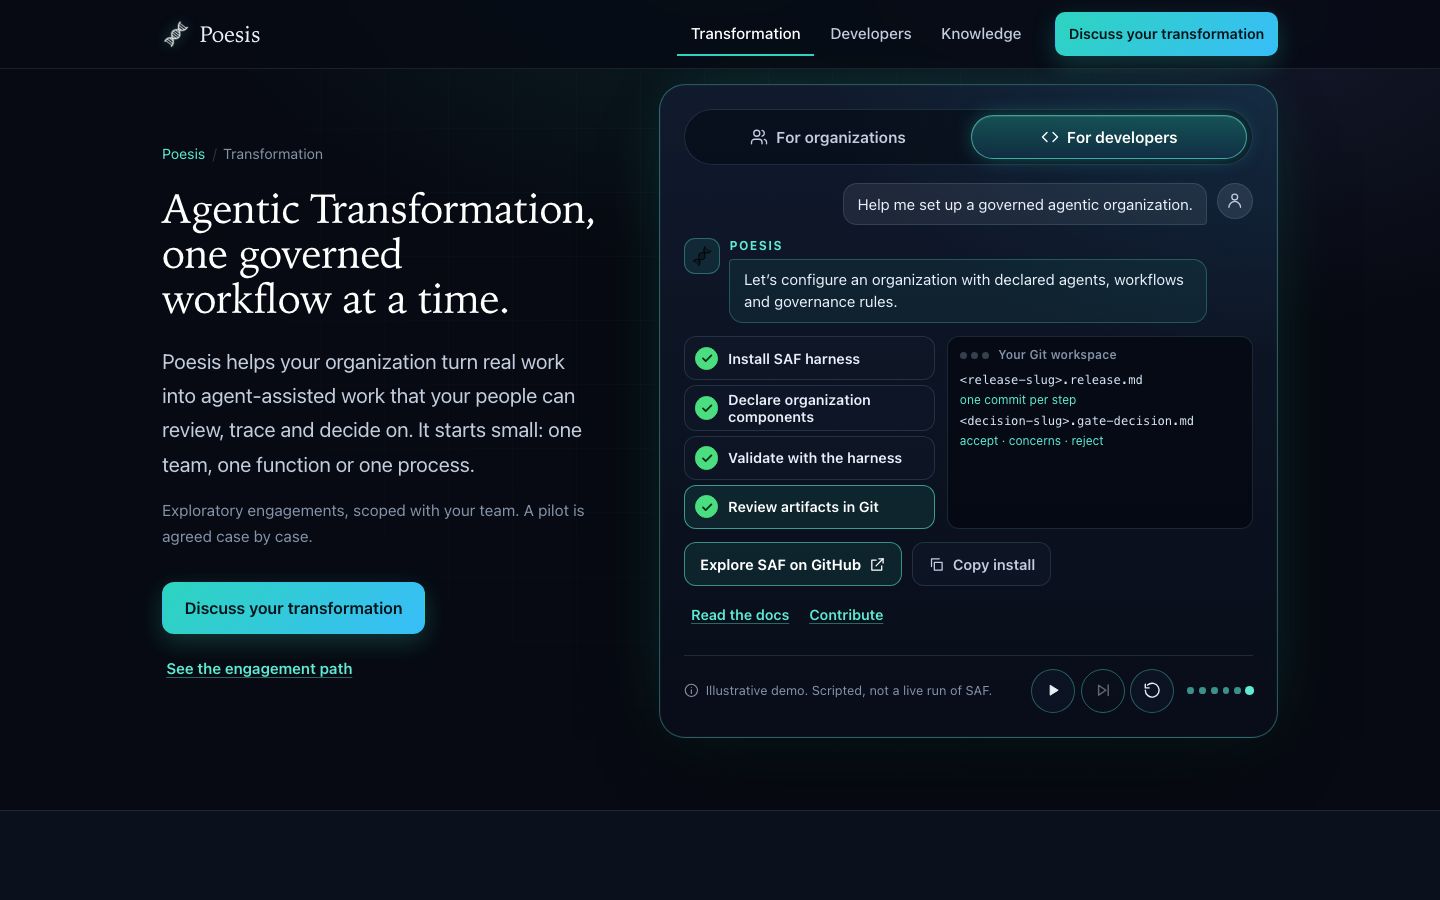 Poesis
Transformation
Developers
Knowledge
Discuss your transformation
Poesis / Transformation
Agentic Transformation,
one governed
workflow at a time.
Poesis helps your organization turn real work
into agent-assisted work that your people can
review, trace and decide on. It starts small: one
team, one function or one process.
Exploratory engagements, scoped with your team. A pilot is
agreed case by case.
Discuss your transformation
See the engagement path
For organizations
For developers
Help me set up a governed agentic organization.
POESIS
Let’s configure an organization with declared agents, workflows
and governance rules.
Install SAF harness
Declare organization
components
Validate with the harness
Review artifacts in Git
Your Git workspace
<release-slug>.release.md
one commit per step
<decision-slug>.gate-decision.md
accept · concerns · reject
Explore SAF on GitHub
Copy install
Read the docs
Contribute
Illustrative demo. Scripted, not a live run of SAF.